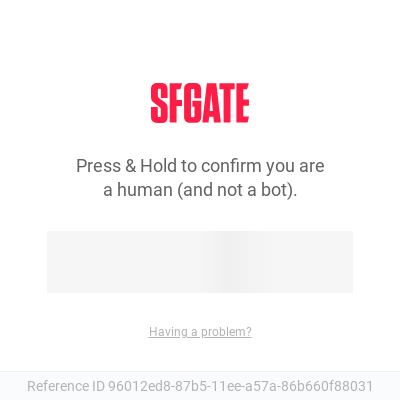 SFGATE
Press & Hold to confirm you are
a human (and not a bot).
Having a problem?
Reference ID 96012ed8-87b5-11ee-a57a-86b660f88031